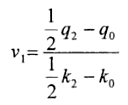 v₁ = (1/2 q₂ − q₀) / (1/2 k₂ − k₀)